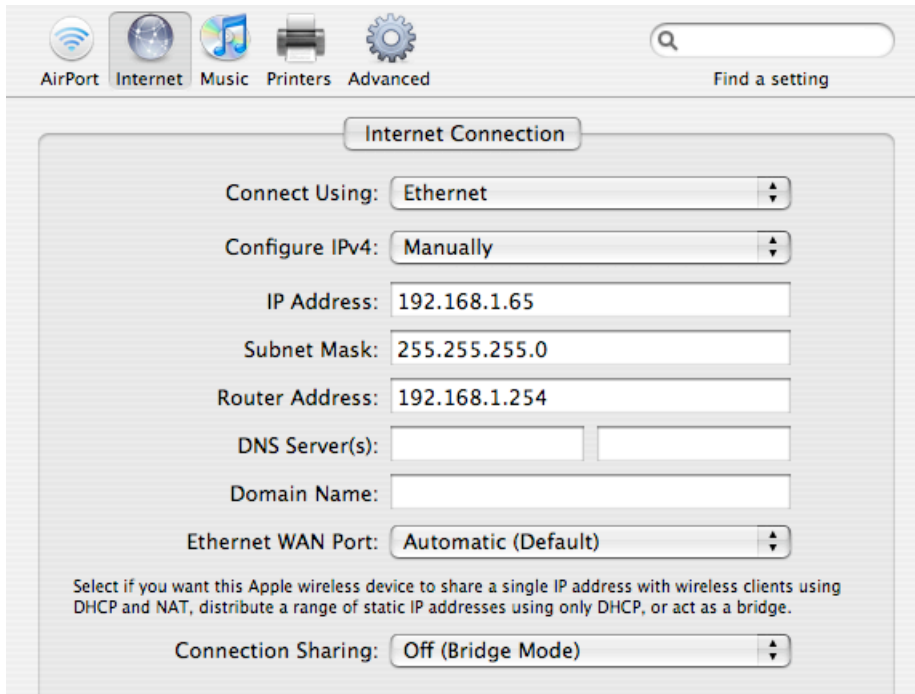 AirPort Internet Music Printers Advanced
Find a setting
Internet Connection
Connect Using: Ethernet
Configure IPv4: Manually
IP Address: 192.168.1.65
Subnet Mask: 255.255.255.0
Router Address: 192.168.1.254
DNS Server(s):
Domain Name:
Ethernet WAN Port: Automatic (Default)
Select if you want this Apple wireless device to share a single IP address with wireless clients using
DHCP and NAT, distribute a range of static IP addresses using only DHCP, or act as a bridge.
Connection Sharing: Off (Bridge Mode)